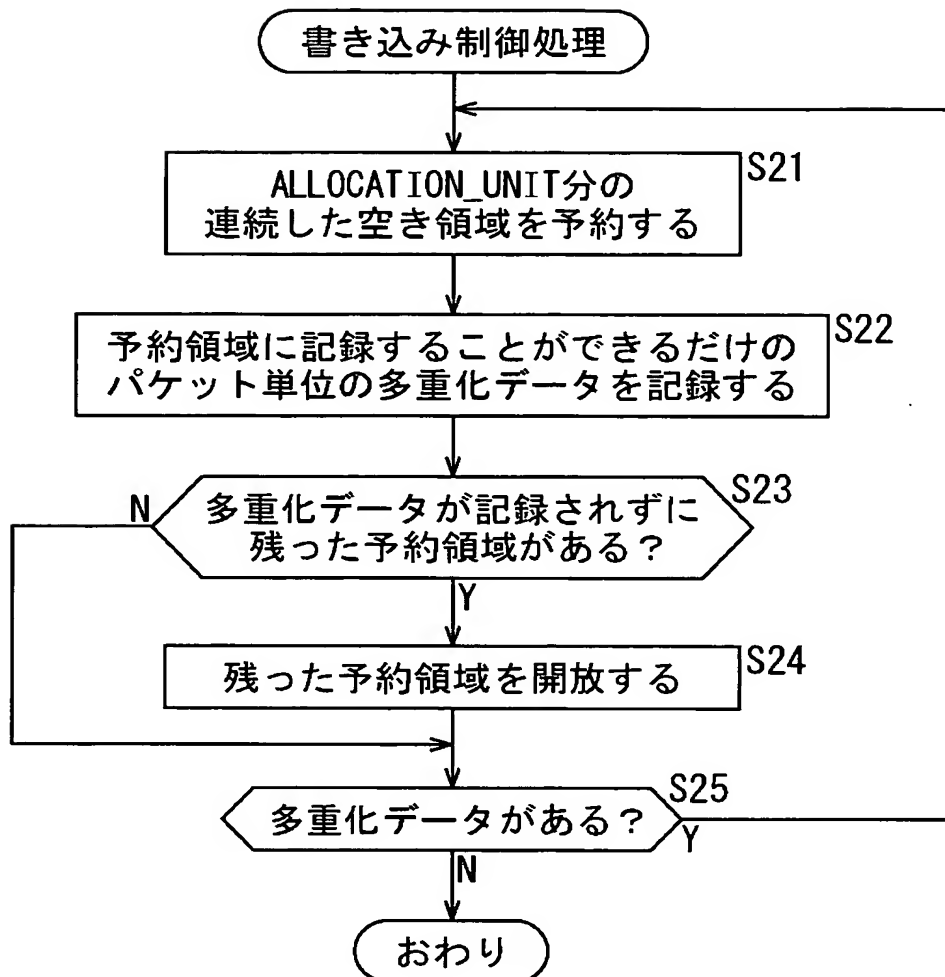 書き込み制御処理
S21
ALLOCATION_UNIT分の
連続した空き領域を予約する
S22
予約領域に記録することができるだけの
パケット単位の多重化データを記録する
S23
N
多重化データが記録されずに
残った予約領域がある?
Y
S24
残った予約領域を開放する
S25
多重化データがある?
Y
N
おわり